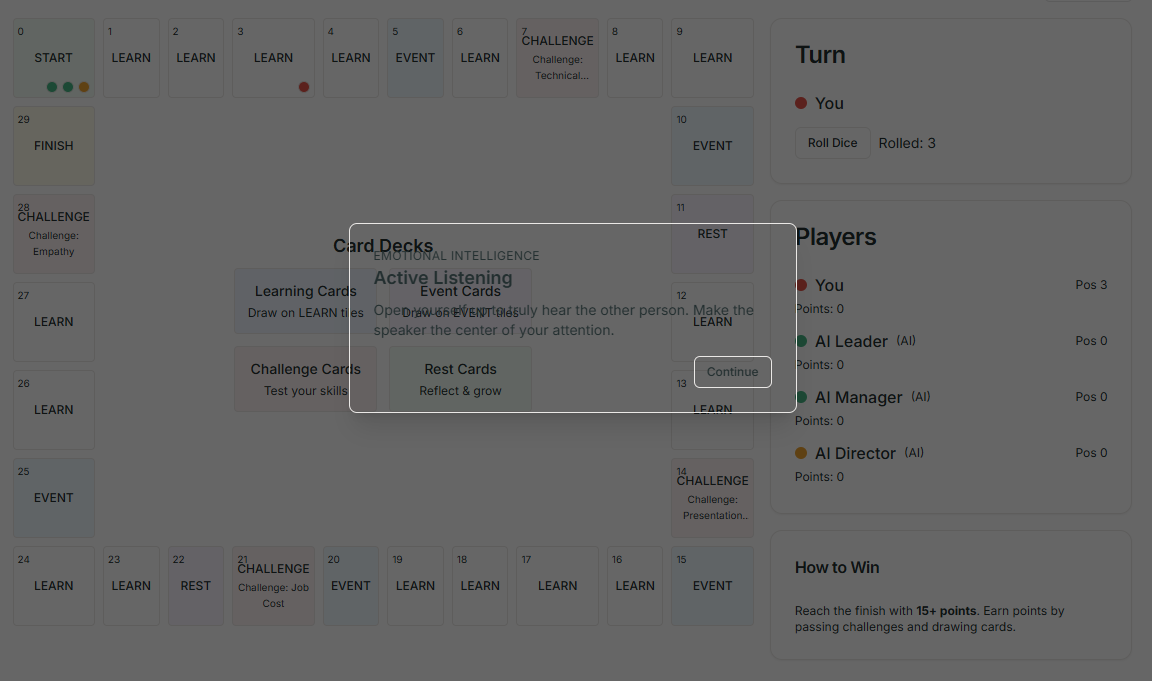 0
START
1
LEARN
2
LEARN
3
LEARN
4
LEARN
5
EVENT
6
LEARN
7
CHALLENGE
Challenge:
Technical...
8
LEARN
9
LEARN
29
FINISH
10
EVENT
28
CHALLENGE
Challenge:
Empathy
11
REST
27
LEARN
12
LEARN
26
LEARN
13
LEARN
25
EVENT
14
CHALLENGE
Challenge:
Presentation..
24
LEARN
23
LEARN
22
REST
21
CHALLENGE
Challenge: Job
Cost
20
EVENT
19
LEARN
18
LEARN
17
LEARN
16
LEARN
15
EVENT
Card Decks
Learning Cards
Draw on LEARN tiles
Event Cards
Draw on EVENT tiles
Challenge Cards
Test your skills
Rest Cards
Reflect & grow
EMOTIONAL INTELLIGENCE
Active Listening
Open yourself up to truly hear the other person. Make the
speaker the center of your attention.
Continue
Turn
You
Roll Dice Rolled: 3
Players
You Pos 3
Points: 0
AI Leader (AI) Pos 0
Points: 0
AI Manager (AI) Pos 0
Points: 0
AI Director (AI) Pos 0
Points: 0
How to Win
Reach the finish with 15+ points. Earn points by
passing challenges and drawing cards.